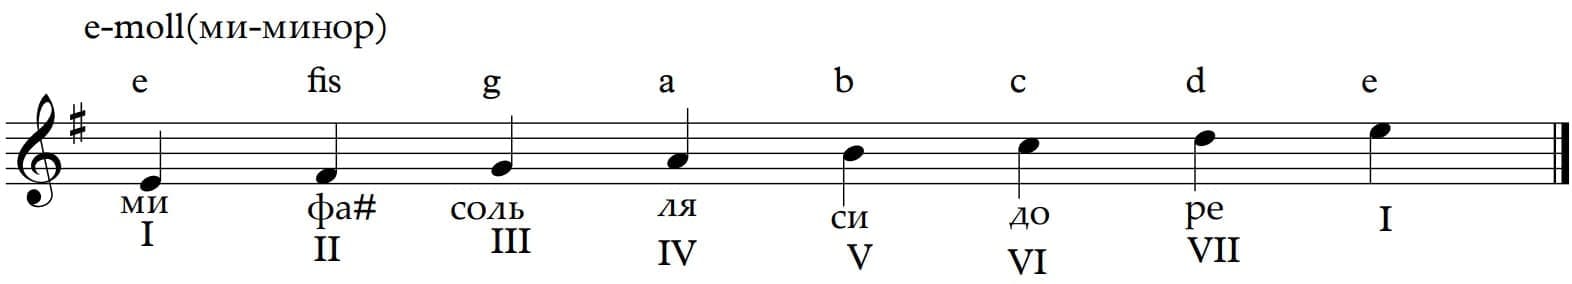 e-moll(ми-минор)
e fis g a b c d e
ми фа# соль ля си до ре
I II III IV V VI VII I